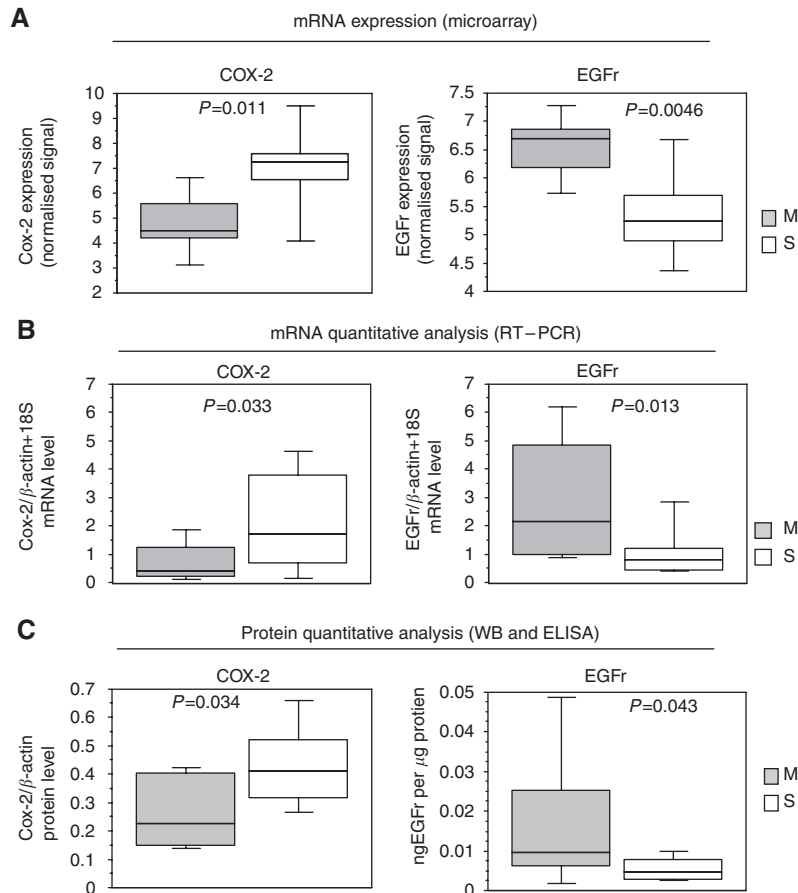 A
mRNA expression (microarray)
COX-2
P=0.011
Cox-2 expression
(normalised signal)
10
9
8
7
6
5
4
3
2
EGFr
P=0.0046
EGFr expression
(normalised signal)
7.5
7
6.5
6
5.5
5
4.5
4
M
S
B
mRNA quantitative analysis (RT–PCR)
COX-2
P=0.033
Cox-2/β-actin+18S
mRNA level
7
6
5
4
3
2
1
0
EGFr
P=0.013
EGFr/β-actin+18S
mRNA level
7
6
5
4
3
2
1
0
M
S
C
Protein quantitative analysis (WB and ELISA)
COX-2
P=0.034
Cox-2/β-actin
protein level
0.7
0.6
0.5
0.4
0.3
0.2
0.1
0
EGFr
P=0.043
ngEGFr per μg protien
0.05
0.04
0.03
0.02
0.01
0
M
S